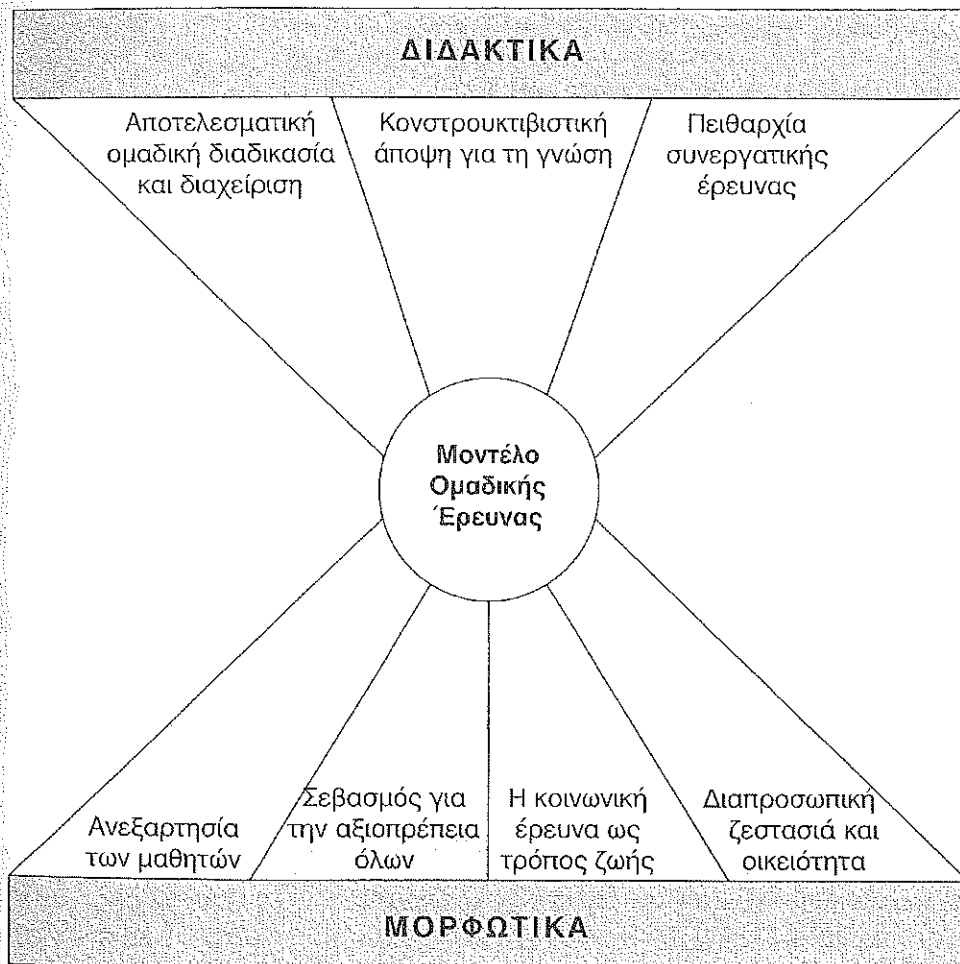 ΔΙΔΑΚΤΙΚΑ
Αποτελεσματική
ομαδική διαδικασία
και διαχείριση
Κονστρουκτιβιστική
άποψη για τη γνώση
Πειθαρχία
συνεργατικής
έρευνας
Μοντέλο
Ομαδικής
Έρευνας
Ανεξαρτησία
των μαθητών
Σεβασμός για
την αξιοπρέπεια
όλων
Η κοινωνική
έρευνα ως
τρόπος ζωής
Διαπροσωπική
ζεστασιά και
οικειότητα
ΜΟΡΦΩΤΙΚΑ